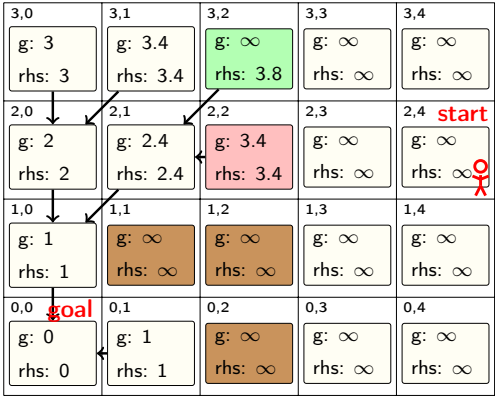 3,0 3,1 3,2 3,3 3,4
g: 3 g: 3.4 g: ∞ g: ∞ g: ∞
rhs: 3 rhs: 3.4 rhs: 3.8 rhs: ∞ rhs: ∞
2,0 2,1 2,2 2,3 2,4
start
g: 2 g: 2.4 g: 3.4 g: ∞ g: ∞
rhs: 2 rhs: 2.4 rhs: 3.4 rhs: ∞ rhs: ∞
1,0 1,1 1,2 1,3 1,4
g: 1 g: ∞ g: ∞ g: ∞ g: ∞
rhs: 1 rhs: ∞ rhs: ∞ rhs: ∞ rhs: ∞
0,0 0,1 0,2 0,3 0,4
goal
g: 0 g: 1 g: ∞ g: ∞ g: ∞
rhs: 0 rhs: 1 rhs: ∞ rhs: ∞ rhs: ∞